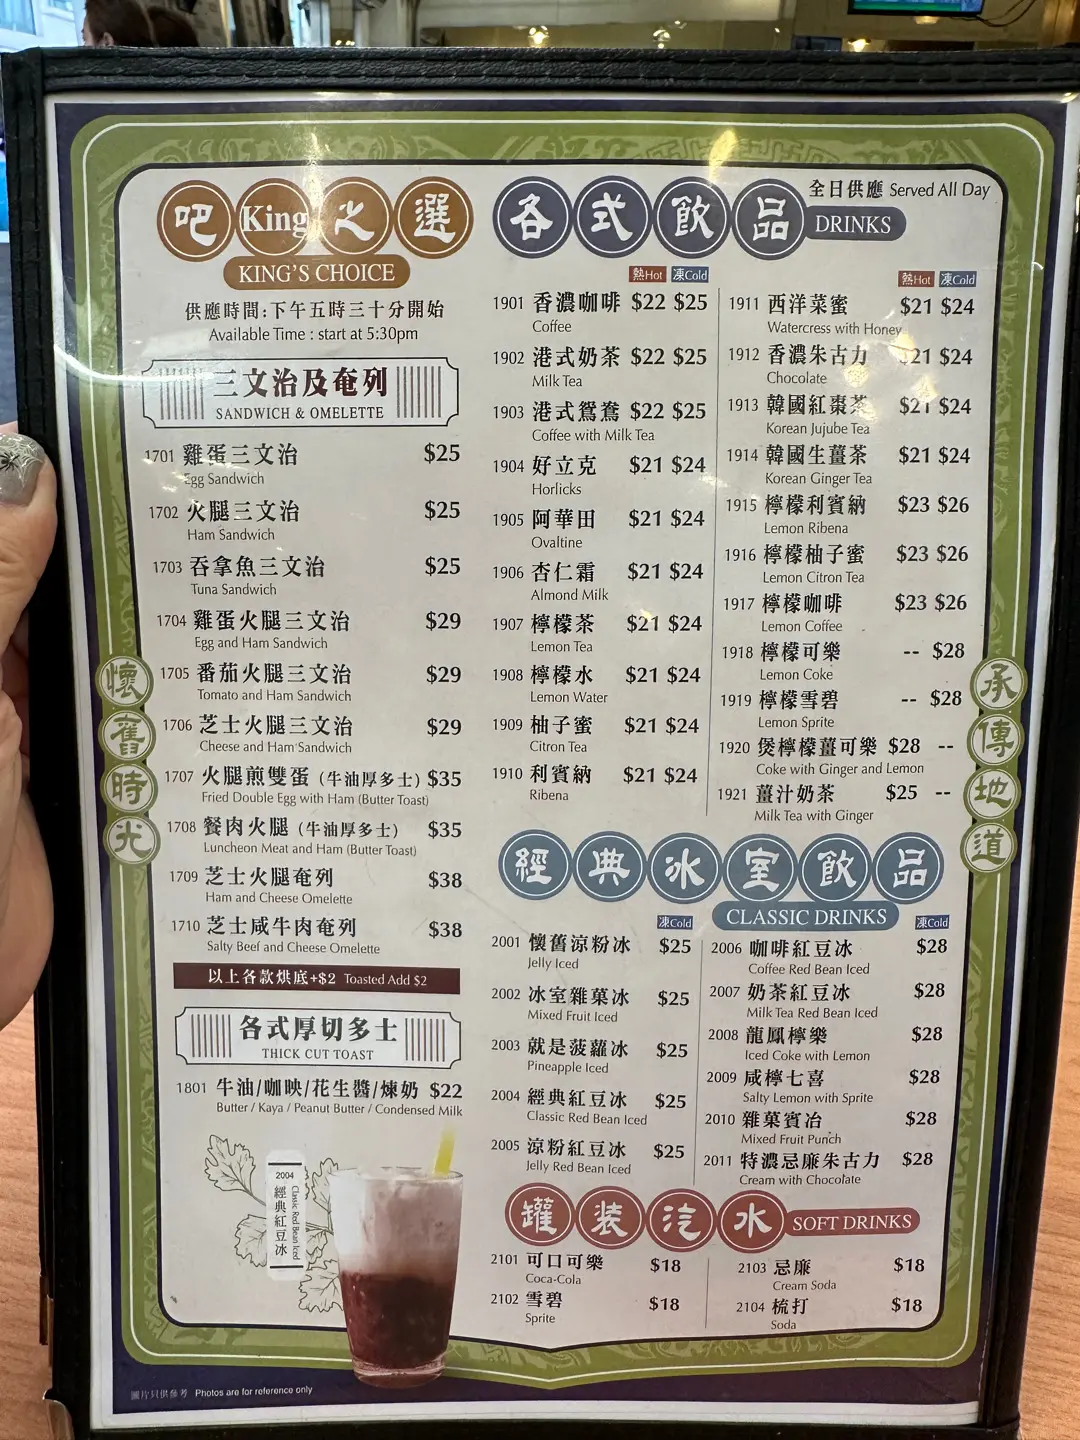 吧King之選
KING'S CHOICE
供應時間:下午五時三十分開始
Available Time : start at 5:30pm
三文治及奄列
SANDWICH & OMELETTE
1701 雞蛋三文治 $25
Egg Sandwich
1702 火腿三文治 $25
Ham Sandwich
1703 吞拿魚三文治 $25
Tuna Sandwich
1704 雞蛋火腿三文治 $29
Egg and Ham Sandwich
1705 番茄火腿三文治 $29
Tomato and Ham Sandwich
1706 芝士火腿三文治 $29
Cheese and Ham Sandwich
1707 火腿煎雙蛋 (牛油厚多士) $35
Fried Double Egg with Ham (Butter Toast)
1708 餐肉火腿 (牛油厚多士) $35
Luncheon Meat and Ham (Butter Toast)
1709 芝士火腿奄列 $38
Ham and Cheese Omelette
1710 芝士咸牛肉奄列 $38
Salty Beef and Cheese Omelette
以上各款烘底+$2 Toasted Add $2
各式厚切多士
THICK CUT TOAST
1801 牛油/咖央/花生醬/煉奶 $22
Butter / Kaya / Peanut Butter / Condensed Milk
2004
經典紅豆冰
Classic Red Bean Iced
圖片只供參考 Photos are for reference only
懷舊時光
各式飲品
全日供應 Served All Day
DRINKS
熱Hot 凍Cold
1901 香濃咖啡 $22 $25
Coffee
1902 港式奶茶 $22 $25
Milk Tea
1903 港式鴛鴦 $22 $25
Coffee with Milk Tea
1904 好立克 $21 $24
Horlicks
1905 阿華田 $21 $24
Ovaltine
1906 杏仁霜 $21 $24
Almond Milk
1907 檸檬茶 $21 $24
Lemon Tea
1908 檸檬水 $21 $24
Lemon Water
1909 柚子蜜 $21 $24
Citron Tea
1910 利賓納 $21 $24
Ribena
熱Hot 凍Cold
1911 西洋菜蜜 $21 $24
Watercress with Honey
1912 香濃朱古力 $21 $24
Chocolate
1913 韓國紅棗茶 $21 $24
Korean Jujube Tea
1914 韓國生薑茶 $21 $24
Korean Ginger Tea
1915 檸檬利賓納 $23 $26
Lemon Ribena
1916 檸檬柚子蜜 $23 $26
Lemon Citron Tea
1917 檸檬咖啡 $23 $26
Lemon Coffee
1918 檸檬可樂 -- $28
Lemon Coke
1919 檸檬雪碧 -- $28
Lemon Sprite
1920 煲檸檬薑可樂 $28 --
Coke with Ginger and Lemon
1921 薑汁奶茶 $25 --
Milk Tea with Ginger
經典冰室飲品
CLASSIC DRINKS
凍Cold
2001 懷舊涼粉冰 $25
Jelly Iced
2002 冰室雜菓冰 $25
Mixed Fruit Iced
2003 就是菠蘿冰 $25
Pineapple Iced
2004 經典紅豆冰 $25
Classic Red Bean Iced
2005 涼粉紅豆冰 $25
Jelly Red Bean Iced
凍Cold
2006 咖啡紅豆冰 $28
Coffee Red Bean Iced
2007 奶茶紅豆冰 $28
Milk Tea Red Bean Iced
2008 龍鳳檸樂 $28
Iced Coke with Lemon
2009 咸檸七喜 $28
Salty Lemon with Sprite
2010 雜菓賓冶 $28
Mixed Fruit Punch
2011 特濃忌廉朱古力 $28
Cream with Chocolate
罐裝汽水
SOFT DRINKS
2101 可口可樂 $18
Coca-Cola
2102 雪碧 $18
Sprite
2103 忌廉 $18
Cream Soda
2104 梳打 $18
Soda
承傳地道